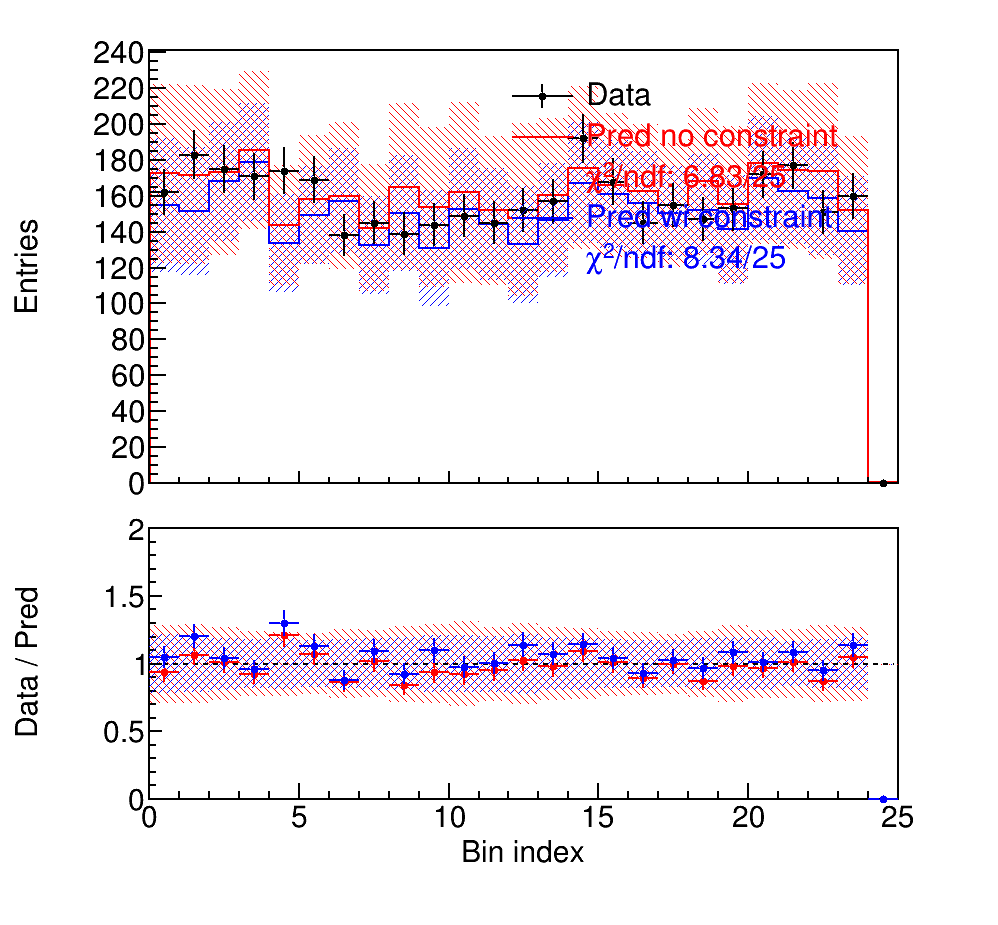 240
220
200
180
160
140
120
100
80
60
40
20
0
Entries
Data
Pred no constraint
χ²/ndf: 6.83/25
Pred w/ constraint
χ²/ndf: 8.34/25
2
1.5
1
0.5
0
Data / Pred
0 5 10 15 20 25
Bin index